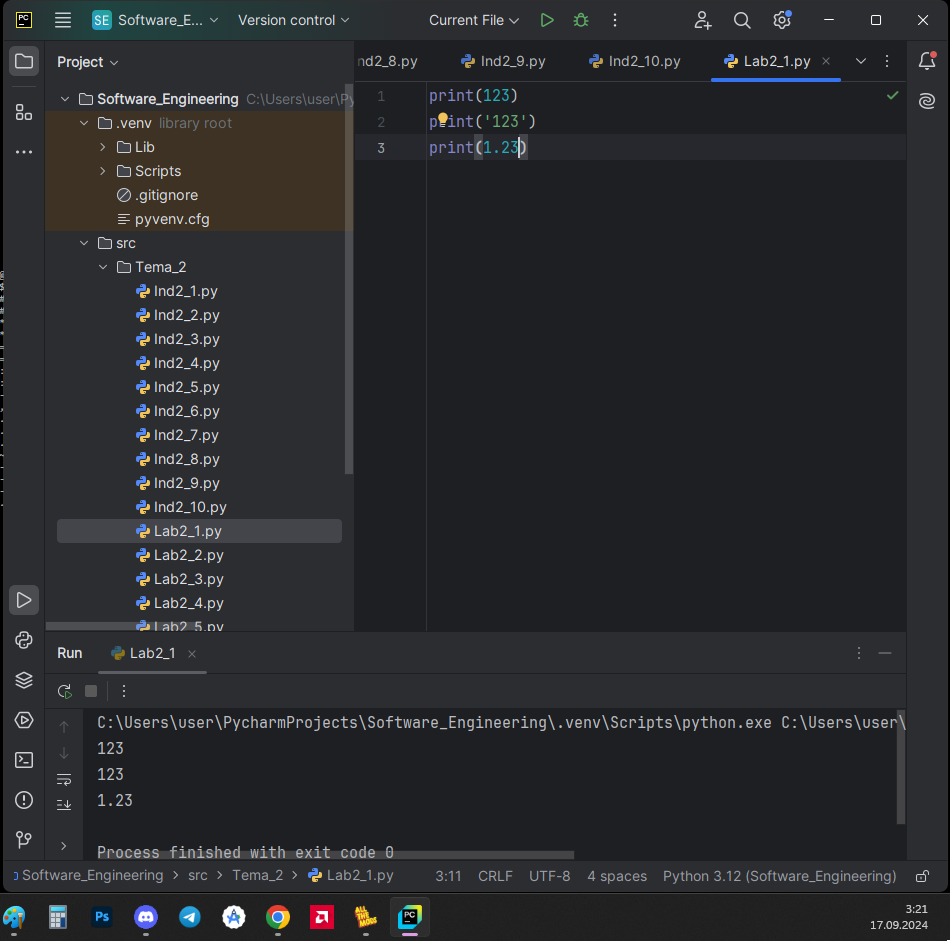 PC
SE Software_E... Version control Current File
Project
nd2_8.py Ind2_9.py Ind2_10.py Lab2_1.py
Software_Engineering C:\Users\user\Py
.venv library root
Lib
Scripts
.gitignore
pyvenv.cfg
src
Tema_2
Ind2_1.py
Ind2_2.py
Ind2_3.py
Ind2_4.py
Ind2_5.py
Ind2_6.py
Ind2_7.py
Ind2_8.py
Ind2_9.py
Ind2_10.py
Lab2_1.py
Lab2_2.py
Lab2_3.py
Lab2_4.py
Lab2_5.py
1 print(123)
2 print('123')
3 print(1.23)
Run Lab2_1
C:\Users\user\PycharmProjects\Software_Engineering\.venv\Scripts\python.exe C:\Users\user\
123
123
1.23
Process finished with exit code 0
Software_Engineering > src > Tema_2 > Lab2_1.py 3:11 CRLF UTF-8 4 spaces Python 3.12 (Software_Engineering)
Ps
ALL THE MODS
PC
3:21
17.09.2024